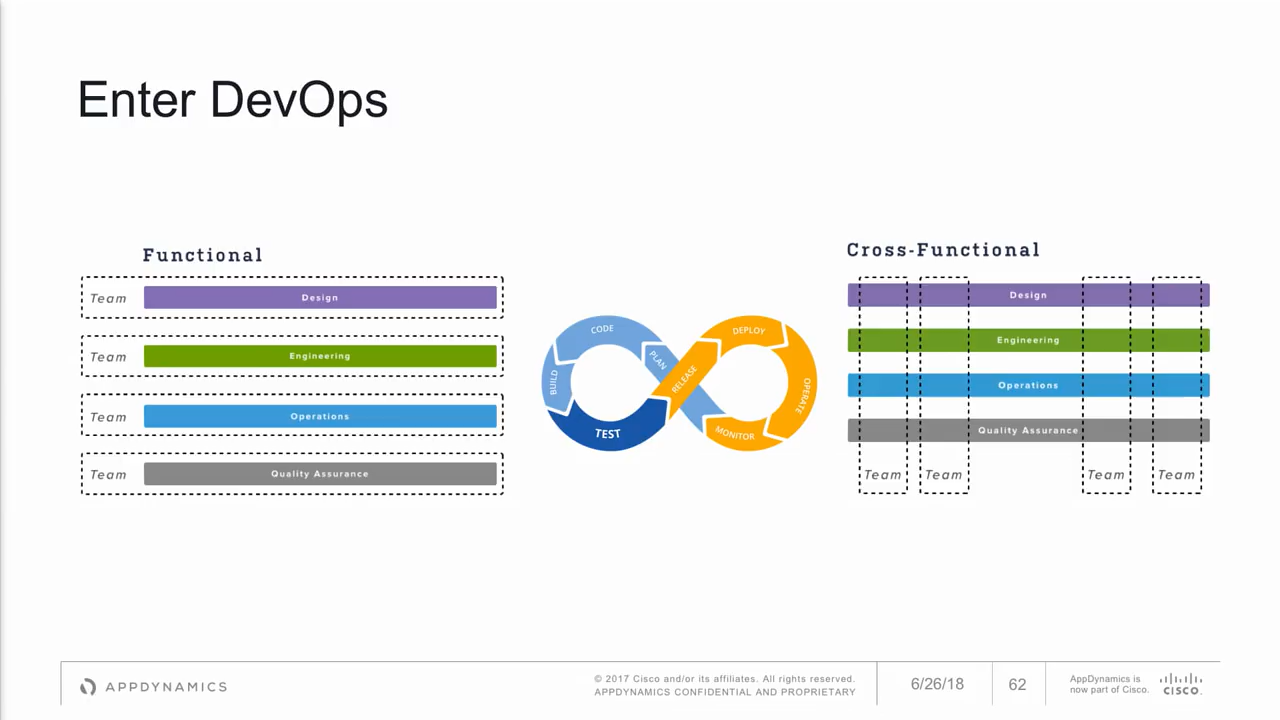 Enter DevOps
Functional
Team
Design
Team
Engineering
Team
Operations
Team
Quality Assurance
CODE
PLAN
BUILD
TEST
RELEASE
DEPLOY
OPERATE
MONITOR
Cross-Functional
Design
Engineering
Operations
Quality Assurance
Team Team Team Team
APPDYNAMICS
© 2017 Cisco and/or its affiliates. All rights reserved.
APPDYNAMICS CONFIDENTIAL AND PROPRIETARY
6/26/18
62
AppDynamics is
now part of Cisco.
CISCO.